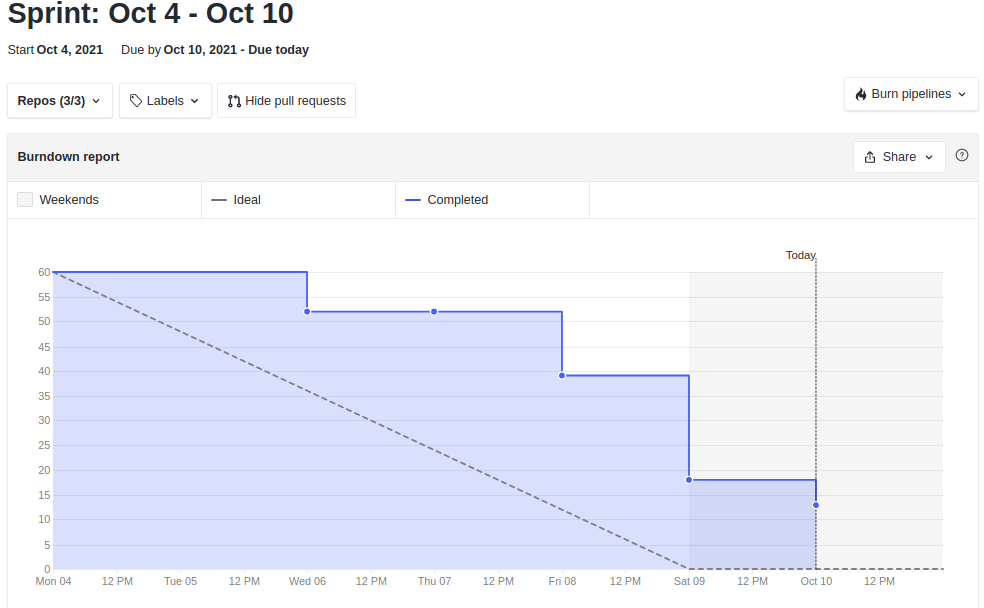 Sprint: Oct 4 - Oct 10
Start Oct 4, 2021 Due by Oct 10, 2021 - Due today
Repos (3/3) Labels Hide pull requests Burn pipelines
Burndown report Share ?
Weekends Ideal Completed
Today
60
55
50
45
40
35
30
25
20
15
10
5
0
Mon 04 12 PM Tue 05 12 PM Wed 06 12 PM Thu 07 12 PM Fri 08 12 PM Sat 09 12 PM Oct 10 12 PM